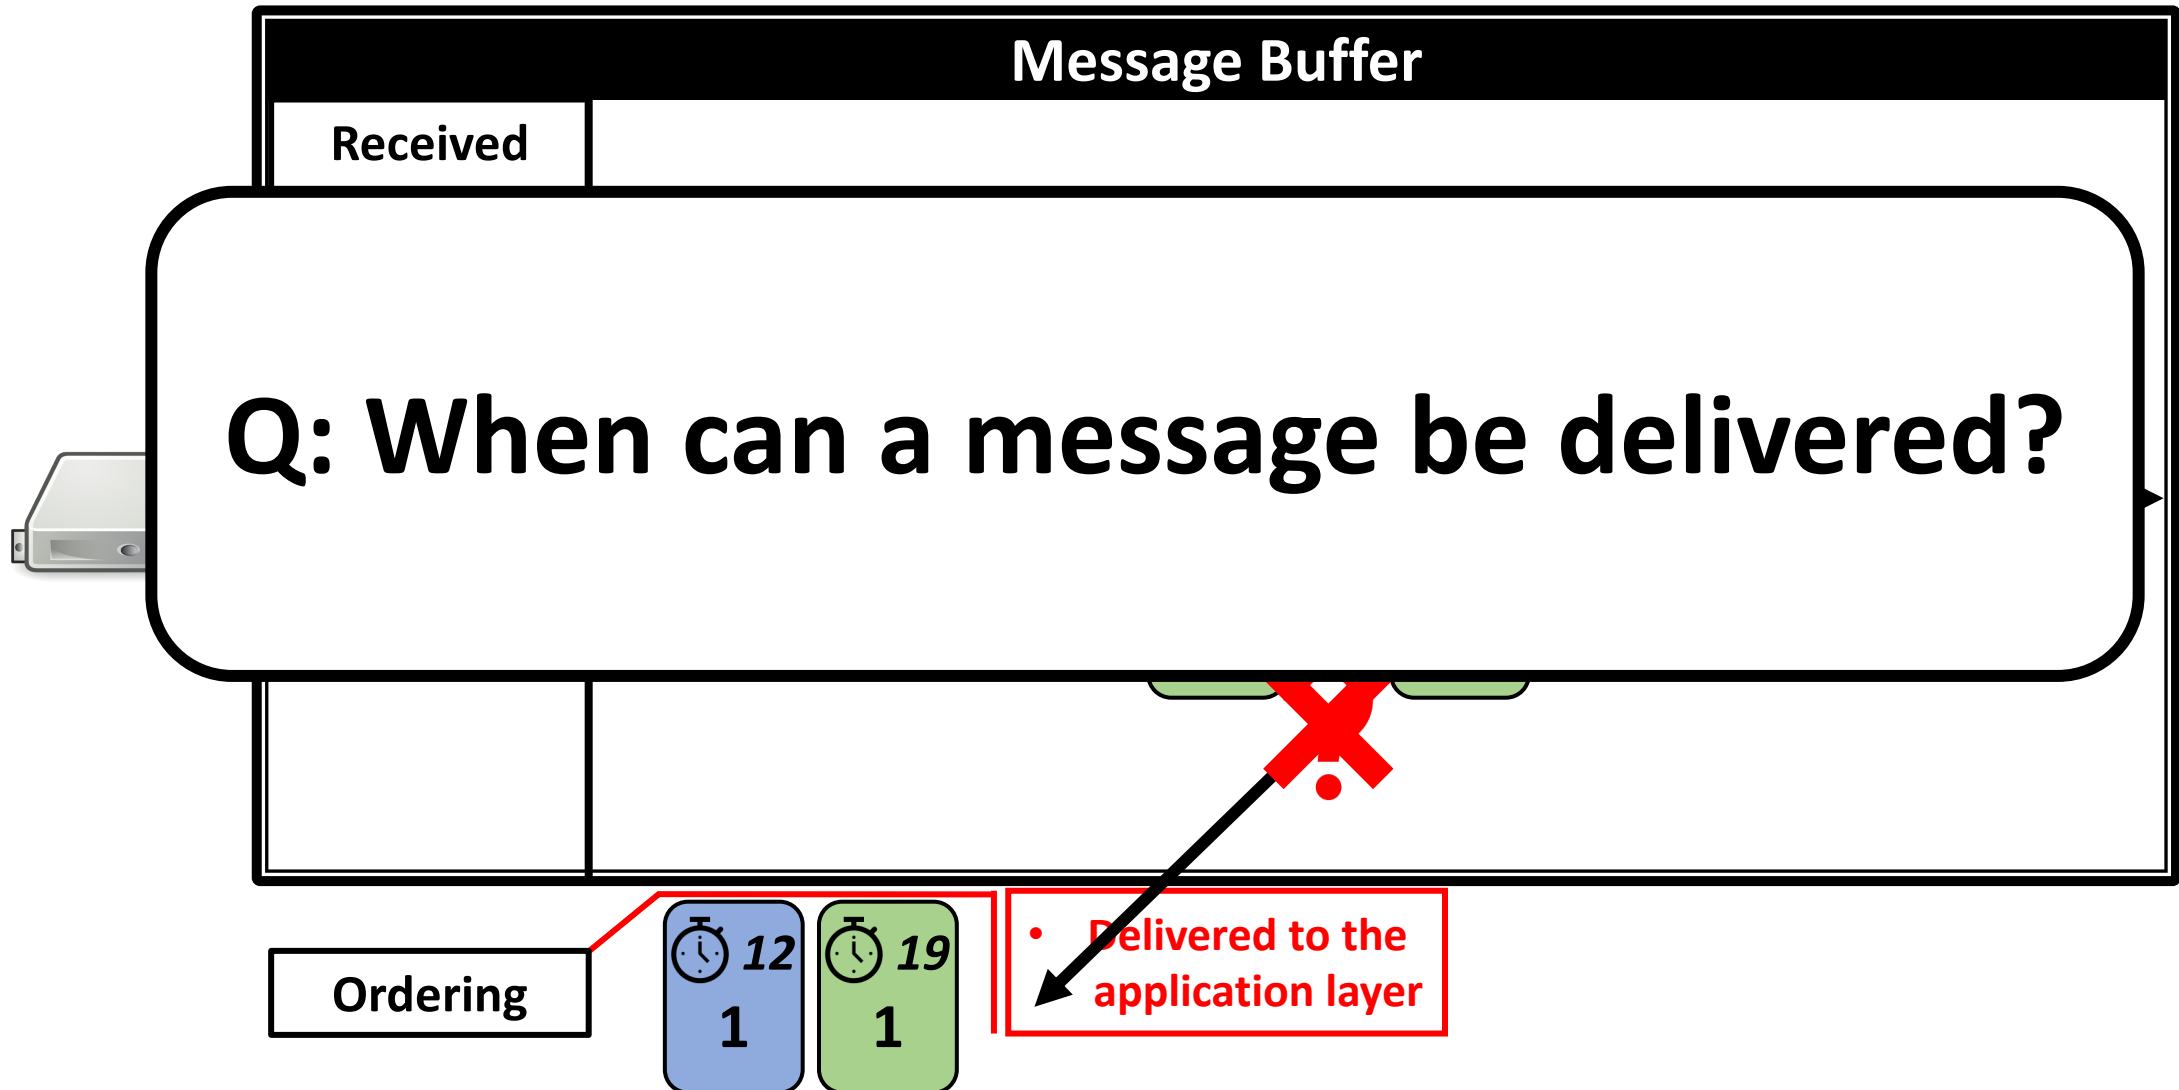 Message Buffer
Received
Q: When can a message be delivered?
Ordering
12
1
19
1
• Delivered to the
application layer